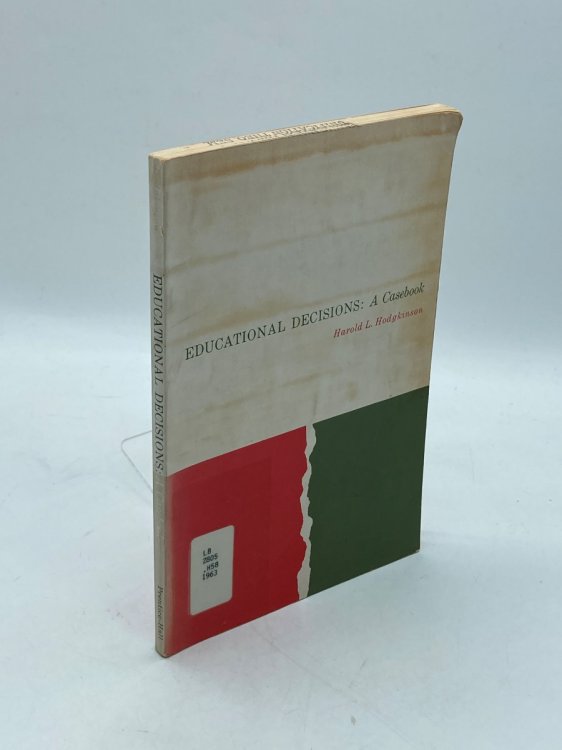 EDUCATIONAL DECISIONS: A Casebook
Harold L. Hodgkinson
EDUCATIONAL DECISIONS:
Prentice-Hall
LB
2805
.H58
1963